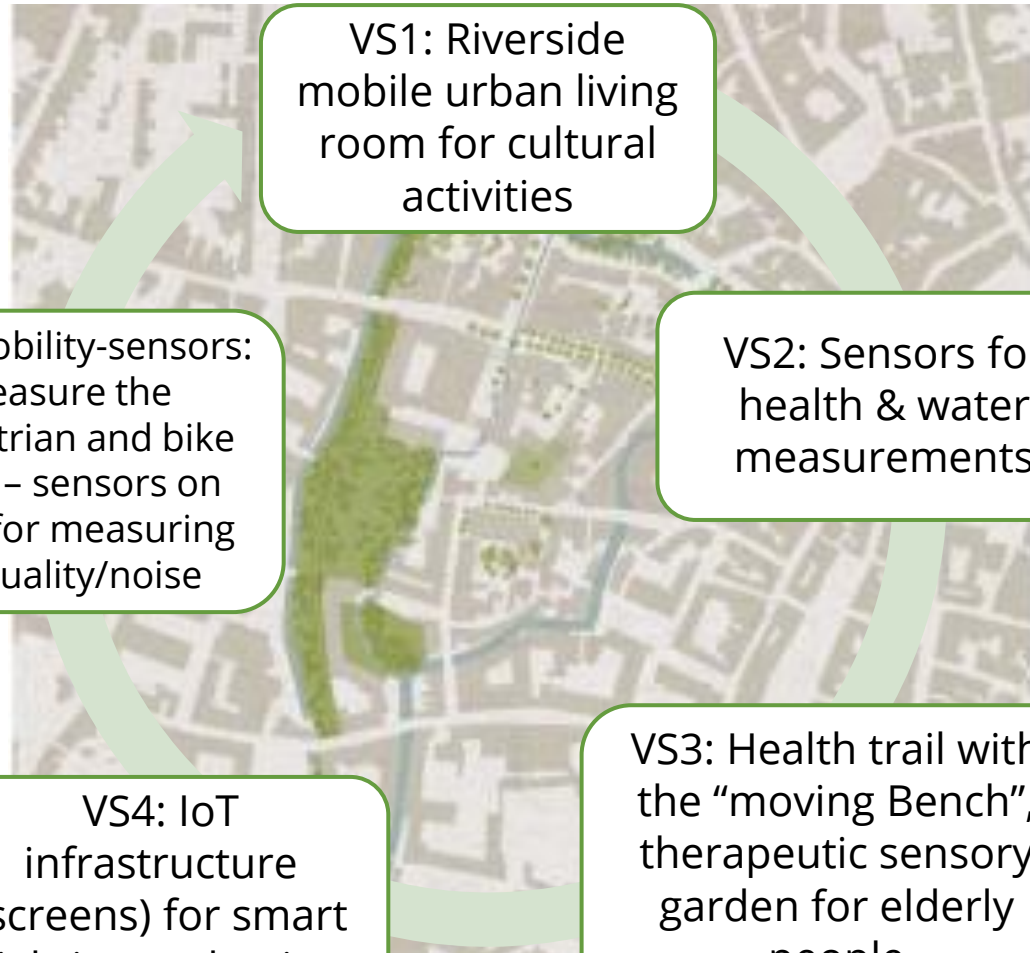 VS1: Riverside
mobile urban living
room for cultural
activities
obility-sensors:
easure the
trian and bike
– sensors on
for measuring
uality/noise
VS2: Sensors fo
health & water
measurements
VS3: Health trail with
the “moving Bench”,
therapeutic sensory
garden for elderly
people
VS4: IoT
infrastructure
screens) for smart